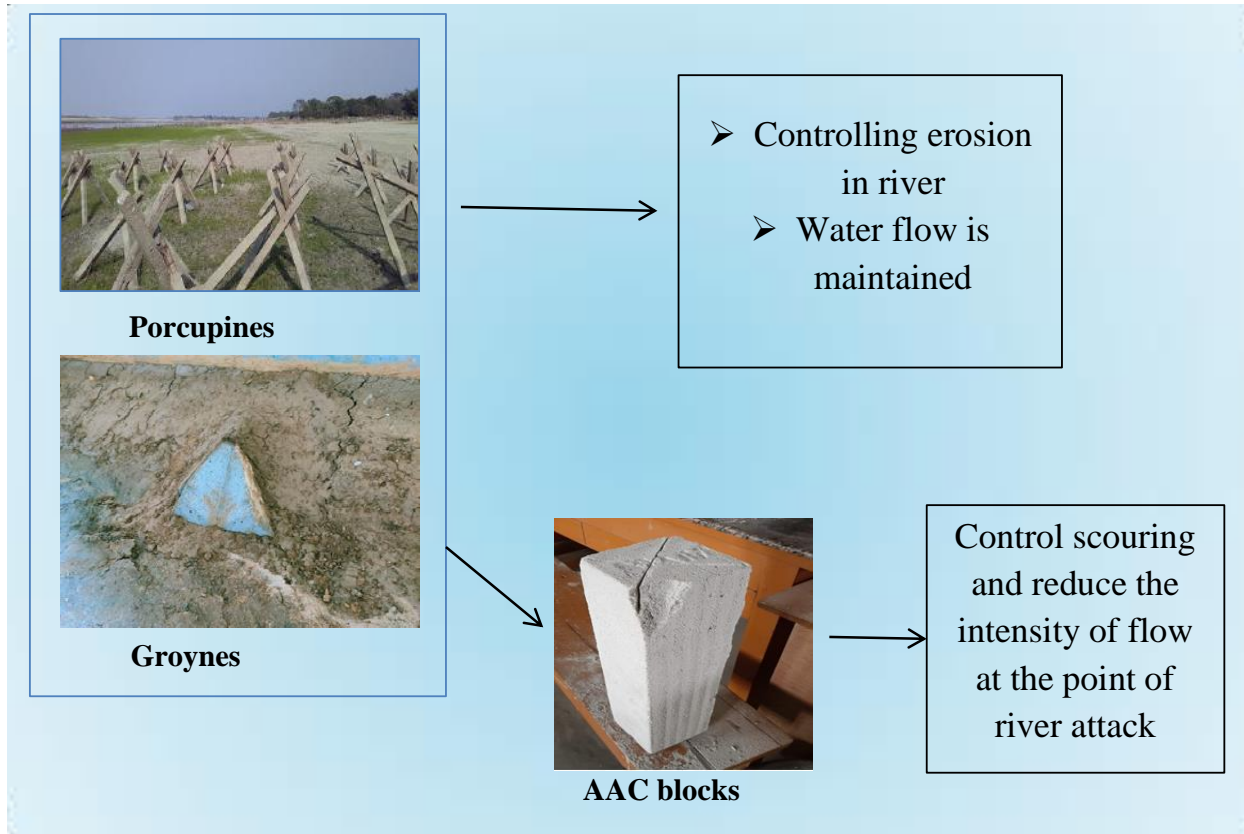 Porcupines
Groynes
➢ Controlling erosion
in river
➢ Water flow is
maintained
AAC blocks
Control scouring
and reduce the
intensity of flow
at the point of
river attack